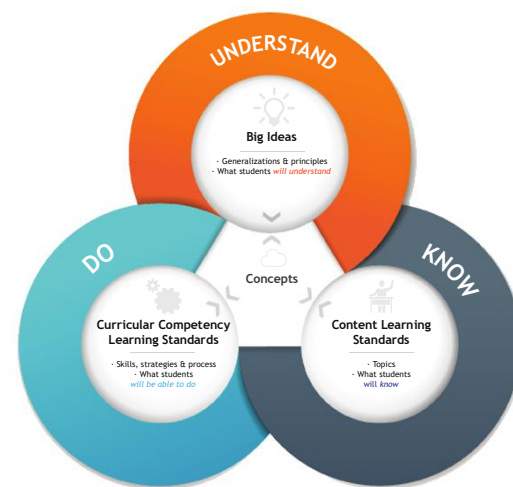 UNDERSTAND
Big Ideas
- Generalizations & principles
- What students will understand
DO
KNOW
Concepts
Curricular Competency
Learning Standards
- Skills, strategies & process
- What students
will be able to do
Content Learning
Standards
- Topics
- What students
will know